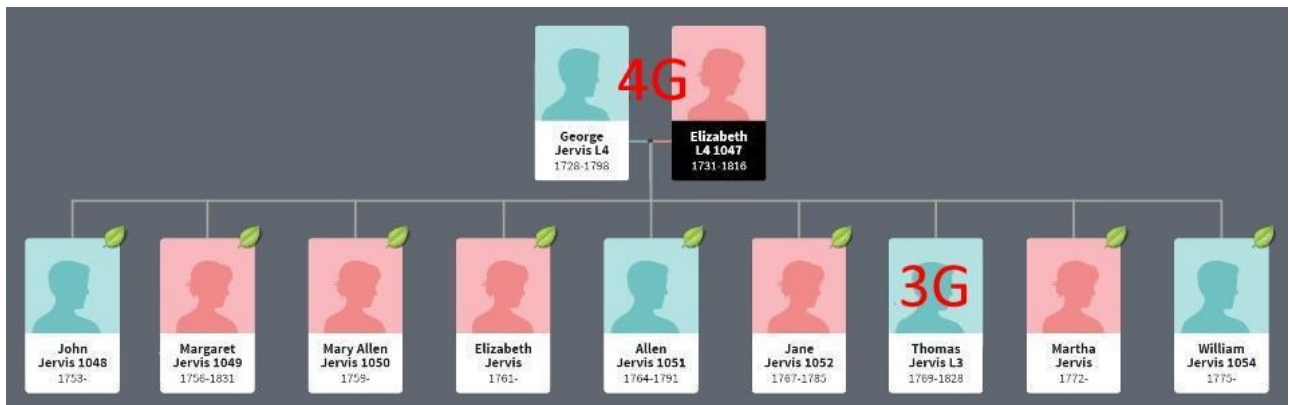 4G
George
Jervis L4
1728-1798
Elizabeth
L4 1047
1731-1816
John
Jervis 1048
1753-
Margaret
Jervis 1049
1756-1831
Mary Allen
Jervis 1050
1759-
Elizabeth
Jervis
1761-
Allen
Jervis 1051
1764-1791
Jane
Jervis 1052
1767-1785
3G
Thomas
Jervis L3
1769-1828
Martha
Jervis
1772-
William
Jervis 1054
1775-